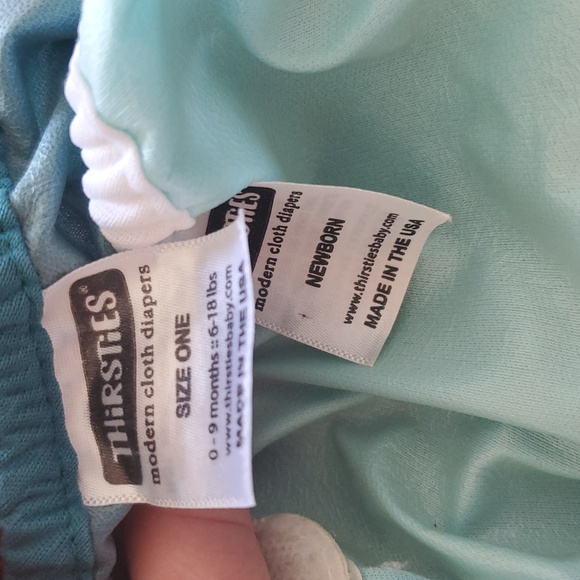 THiRSTiES®
modern cloth diapers
SIZE ONE
0 - 9 months :: 6-18 lbs
www.thirstiesbaby.com
MADE IN THE USA
modern cloth diapers
NEWBORN
www.thirstiesbaby.com
MADE IN THE USA